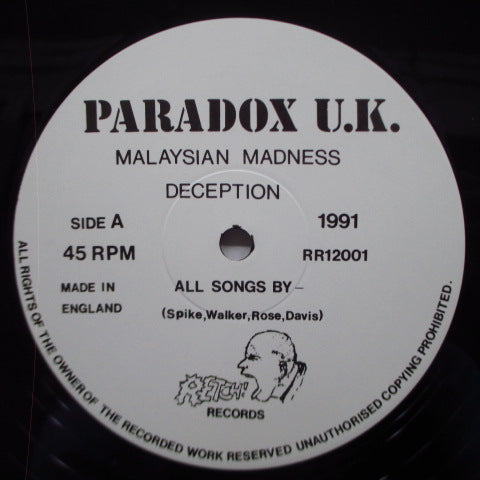 PARADOX U.K.
MALAYSIAN MADNESS
DECEPTION
SIDE A
1991
45 RPM
RR12001
MADE IN
ENGLAND
ALL SONGS BY –
(Spike,Walker,Rose,Davis)
RETCH!
RECORDS
ALL RIGHTS OF THE OWNER OF THE RECORDED WORK RESERVED UNAUTHORISED COPYING PROHIBITED.